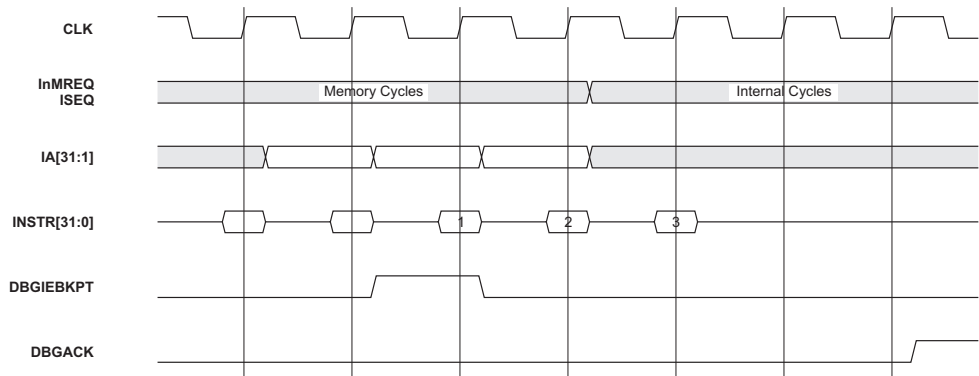 CLK
InMREQ
ISEQ
Memory Cycles
Internal Cycles
IA[31:1]
INSTR[31:0]
1
2
3
DBGIEBKPT
DBGACK